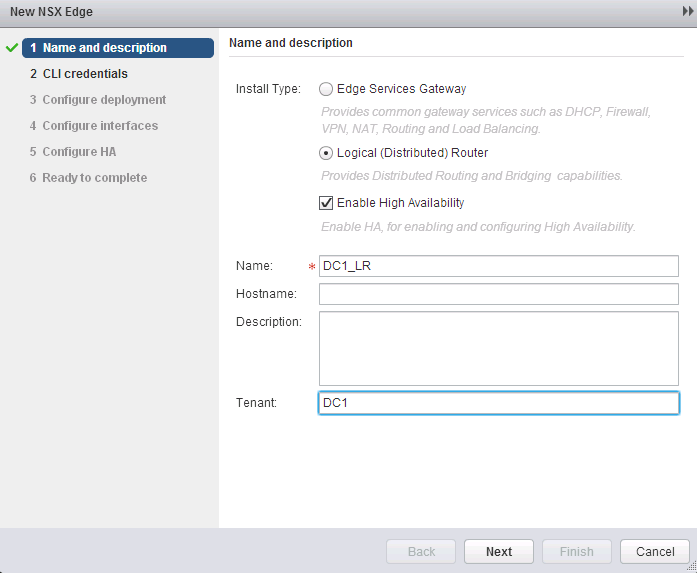 New NSX Edge
1 Name and description
2 CLI credentials
3 Configure deployment
4 Configure interfaces
5 Configure HA
6 Ready to complete
Name and description
Install Type: Edge Services Gateway
Provides common gateway services such as DHCP, Firewall,
VPN, NAT, Routing and Load Balancing.
Logical (Distributed) Router
Provides Distributed Routing and Bridging capabilities.
Enable High Availability
Enable HA, for enabling and configuring High Availability.
Name: * DC1_LR
Hostname:
Description:
Tenant: DC1
Back Next Finish Cancel